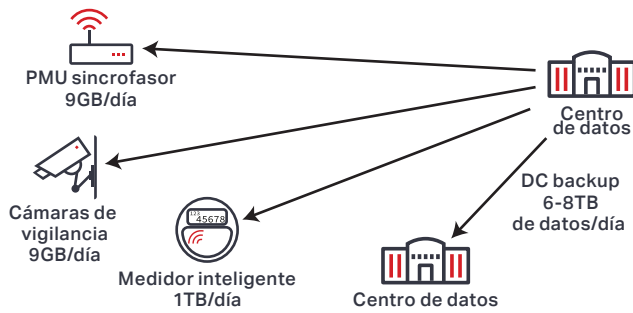 PMU sincrofasor
9GB/día
Centro
de datos
Cámaras de
vigilancia
9GB/día
123
45678
Medidor inteligente
1TB/día
DC backup
6-8TB
de datos/día
Centro de datos